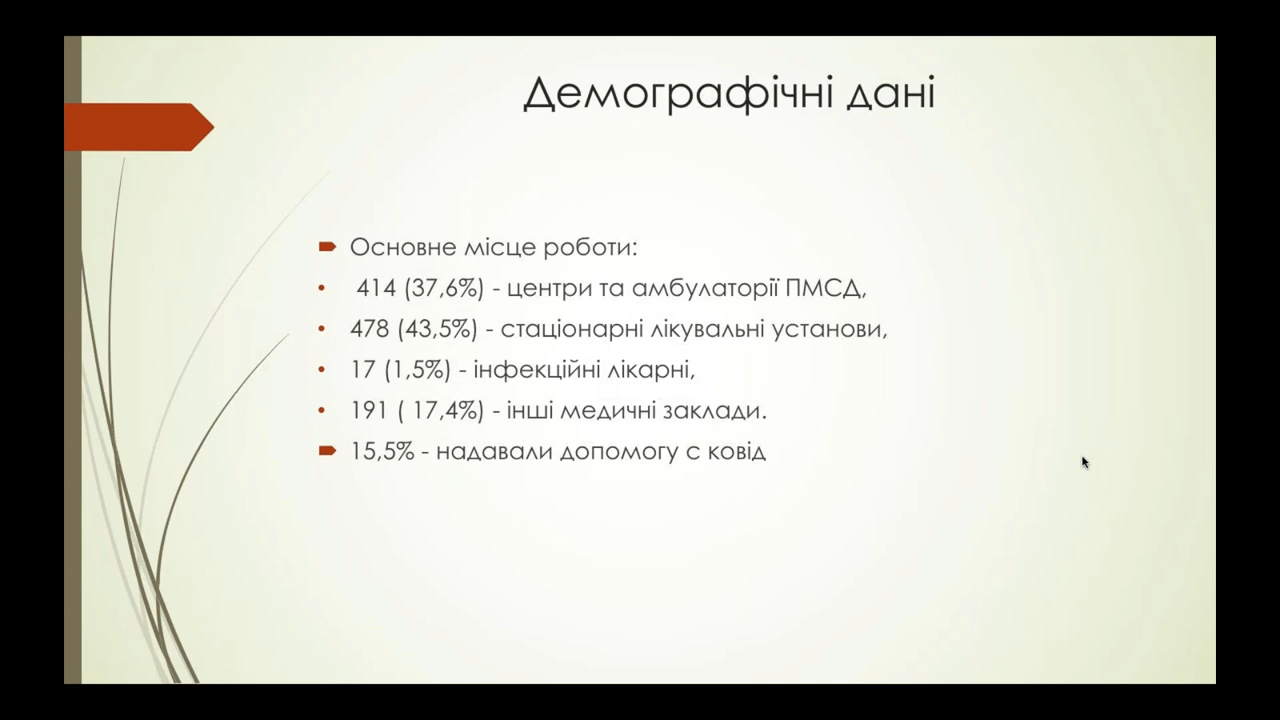 Демографічні дані
Основне місце роботи:
414 (37,6%) - центри та амбулаторії ПМСД,
478 (43,5%) - стаціонарні лікувальні установи,
17 (1,5%) - інфекційні лікарні,
191 ( 17,4%) - інші медичні заклади.
15,5% - надавали допомогу с ковід